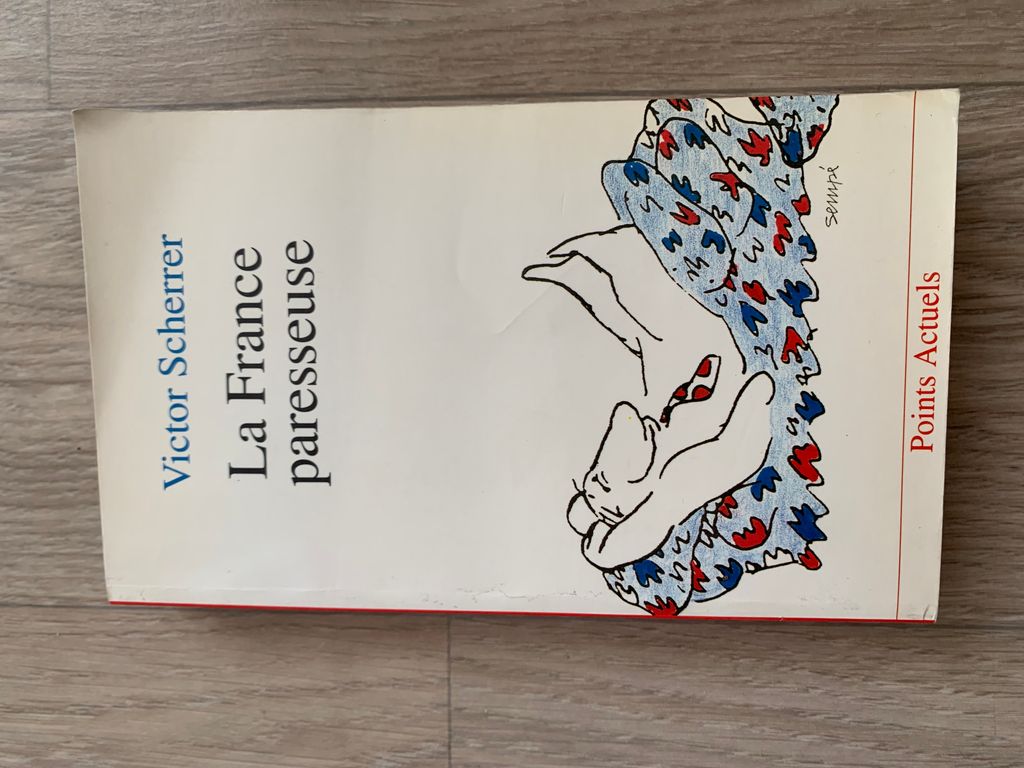 Victor Scherrer
La France
paresseuse
sempé
Points Actuels